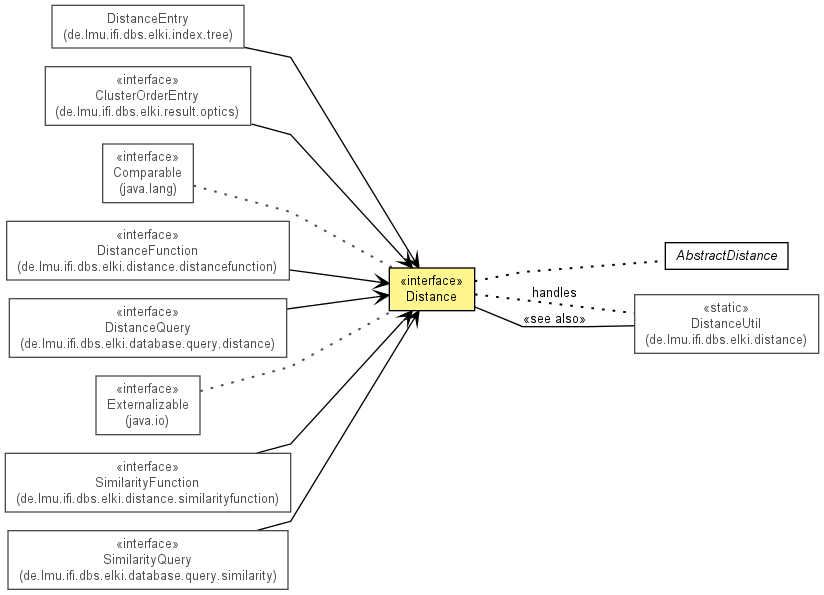 DistanceEntry
(de.lmu.ifi.dbs.elki.index.tree)
«interface»
ClusterOrderEntry
(de.lmu.ifi.dbs.elki.result.optics)
«interface»
Comparable
(java.lang)
«interface»
DistanceFunction
(de.lmu.ifi.dbs.elki.distance.distancefunction)
«interface»
DistanceQuery
(de.lmu.ifi.dbs.elki.database.query.distance)
«interface»
Externalizable
(java.io)
«interface»
SimilarityFunction
(de.lmu.ifi.dbs.elki.distance.similarityfunction)
«interface»
SimilarityQuery
(de.lmu.ifi.dbs.elki.database.query.similarity)
«interface»
Distance
handles
«see also»
AbstractDistance
«static»
DistanceUtil
(de.lmu.ifi.dbs.elki.distance)